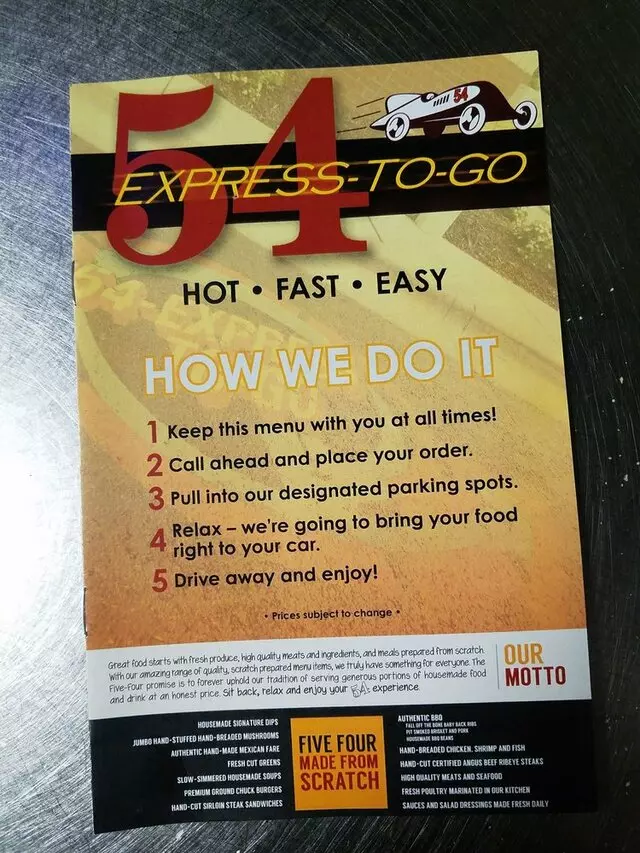 54
54
EXPRESS-TO-GO
HOT • FAST • EASY
HOW WE DO IT
1 Keep this menu with you at all times!
2 Call ahead and place your order.
3 Pull into our designated parking spots.
4 Relax – we're going to bring your food
right to your car.
5 Drive away and enjoy!
• Prices subject to change •
Great food starts with fresh produce, high quality meats and ingredients, and meals prepared from scratch.
With our amazing range of quality, scratch prepared menu items, we truly have something for everyone. The
Five-Four promise is to forever uphold our tradition of serving generous portions of housemade food
and drink at an honest price. Sit back, relax and enjoy your 54 experience.
OUR
MOTTO
HOUSEMADE SIGNATURE DIPS
JUMBO HAND-STUFFED HAND-BREADED MUSHROOMS
AUTHENTIC HAND-MADE MEXICAN FARE
FRESH CUT GREENS
SLOW-SIMMERED HOUSEMADE SOUPS
PREMIUM GROUND CHUCK BURGERS
HAND-CUT SIRLOIN STEAK SANDWICHES
FIVE FOUR
MADE FROM
SCRATCH
AUTHENTIC BBQ
FALL OFF THE BONE BABY BACK RIBS
PIT SMOKED BRISKET AND PORK
HOUSEMADE BBQ BEANS
HAND-BREADED CHICKEN, SHRIMP AND FISH
HAND-CUT CERTIFIED ANGUS BEEF RIBEYE STEAKS
HIGH QUALITY MEATS AND SEAFOOD
FRESH POULTRY MARINATED IN OUR KITCHEN
SAUCES AND SALAD DRESSINGS MADE FRESH DAILY